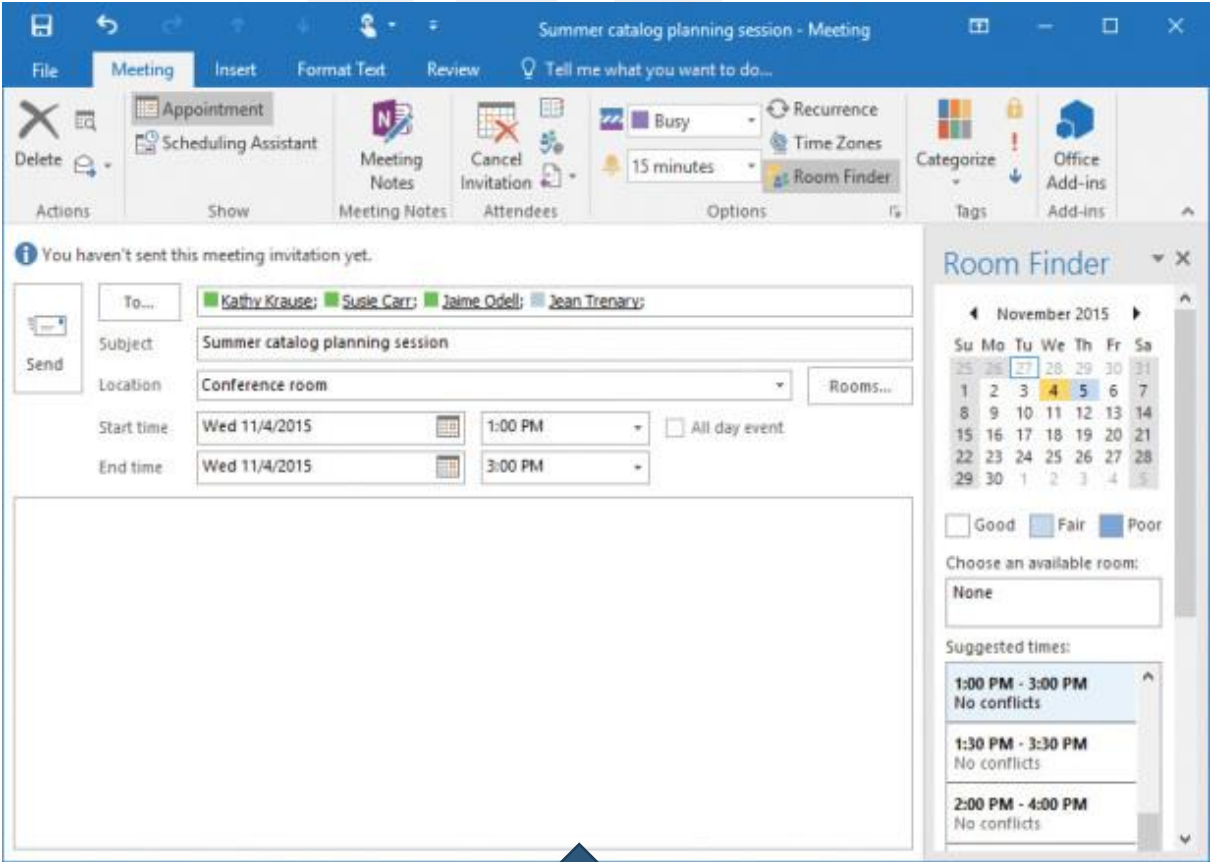 Summer catalog planning session - Meeting
File Meeting Insert Format Text Review Tell me what you want to do...
Delete
Actions
Appointment
Scheduling Assistant
Show
Meeting Notes
Meeting Notes
Cancel Invitation
Attendees
Busy
15 minutes
Recurrence
Time Zones
Room Finder
Options
Categorize
Tags
Office Add-ins
Add-ins
You haven't sent this meeting invitation yet.
Send
To... Kathy Krause; Susie Carr; Jaime Odell; Jean Trenary;
Subject Summer catalog planning session
Location Conference room Rooms...
Start time Wed 11/4/2015 1:00 PM All day event
End time Wed 11/4/2015 3:00 PM
Room Finder
November 2015
Su Mo Tu We Th Fr Sa
25 26 27 28 29 30 31
1 2 3 4 5 6 7
8 9 10 11 12 13 14
15 16 17 18 19 20 21
22 23 24 25 26 27 28
29 30 1 2 3 4 5
Good Fair Poor
Choose an available room:
None
Suggested times:
1:00 PM - 3:00 PM
No conflicts
1:30 PM - 3:30 PM
No conflicts
2:00 PM - 4:00 PM
No conflicts